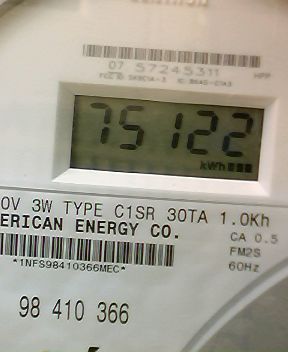 07 57245311
HPP
75122
kWh
0V 3W TYPE C1SR 30TA 1.0Kh
ERICAN ENERGY CO.
CA 0.5
FM2S
60Hz
*1NFS98410366MEC*
98 410 366